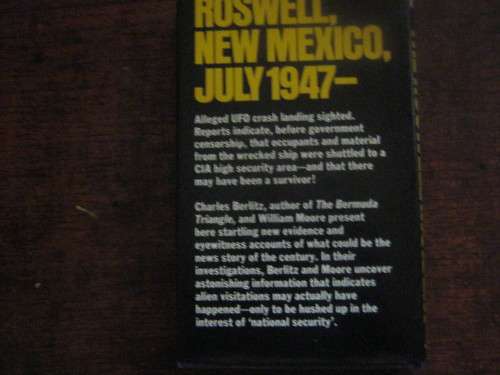 ROSWELL,
NEW MEXICO,
JULY 1947—
Alleged UFO crash landing sighted.
Reports indicate, before government
censorship, that occupants and material
from the wrecked ship were shuttled to a
CIA high security area—and that there
may have been a survivor!
Charles Berlitz, author of The Bermuda
Triangle, and William Moore present
here startling new evidence and
eyewitness accounts of what could be the
news story of the century. In their
investigations, Berlitz and Moore uncover
astonishing information that indicates
alien visitations may actually have
happened—only to be hushed up in the
interest of ‘national security’.